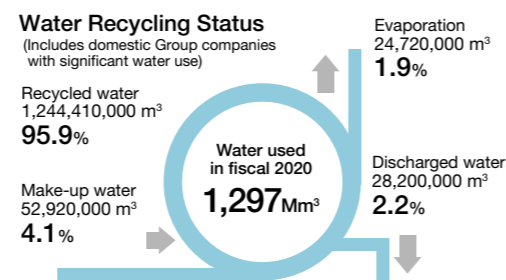 Water Recycling Status
(Includes domestic Group companies
with significant water use)
Recycled water
1,244,410,000 m³
95.9%
Make-up water
52,920,000 m³
4.1%
Water used
in fiscal 2020
1,297Mm³
Evaporation
24,720,000 m³
1.9%
Discharged water
28,200,000 m³
2.2%